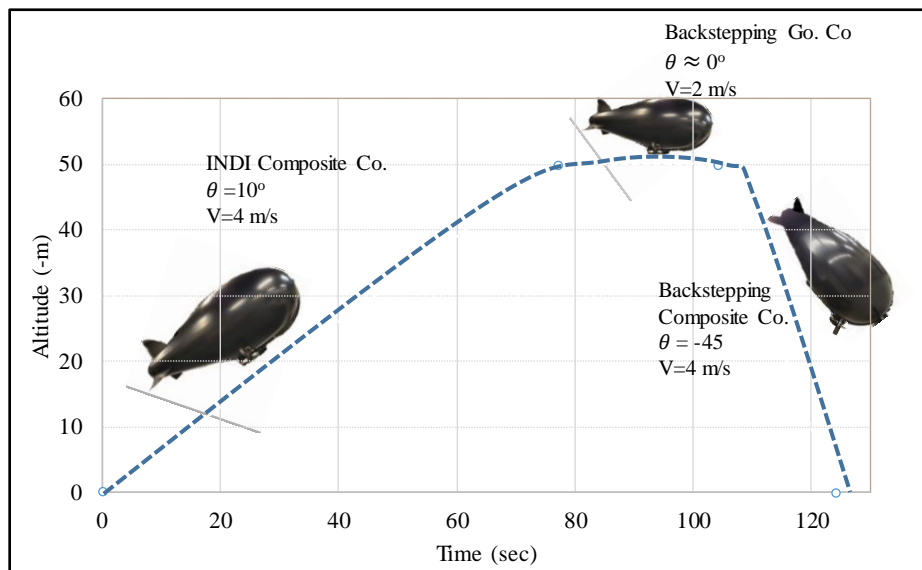 Backstepping Go. Co
θ ≈ 0°
V=2 m/s
INDI Composite Co.
θ =10°
V=4 m/s
Backstepping
Composite Co.
θ = -45
V=4 m/s
Altitude (-m)
60
50
40
30
20
10
0
0 20 40 60 80 100 120
Time (sec)